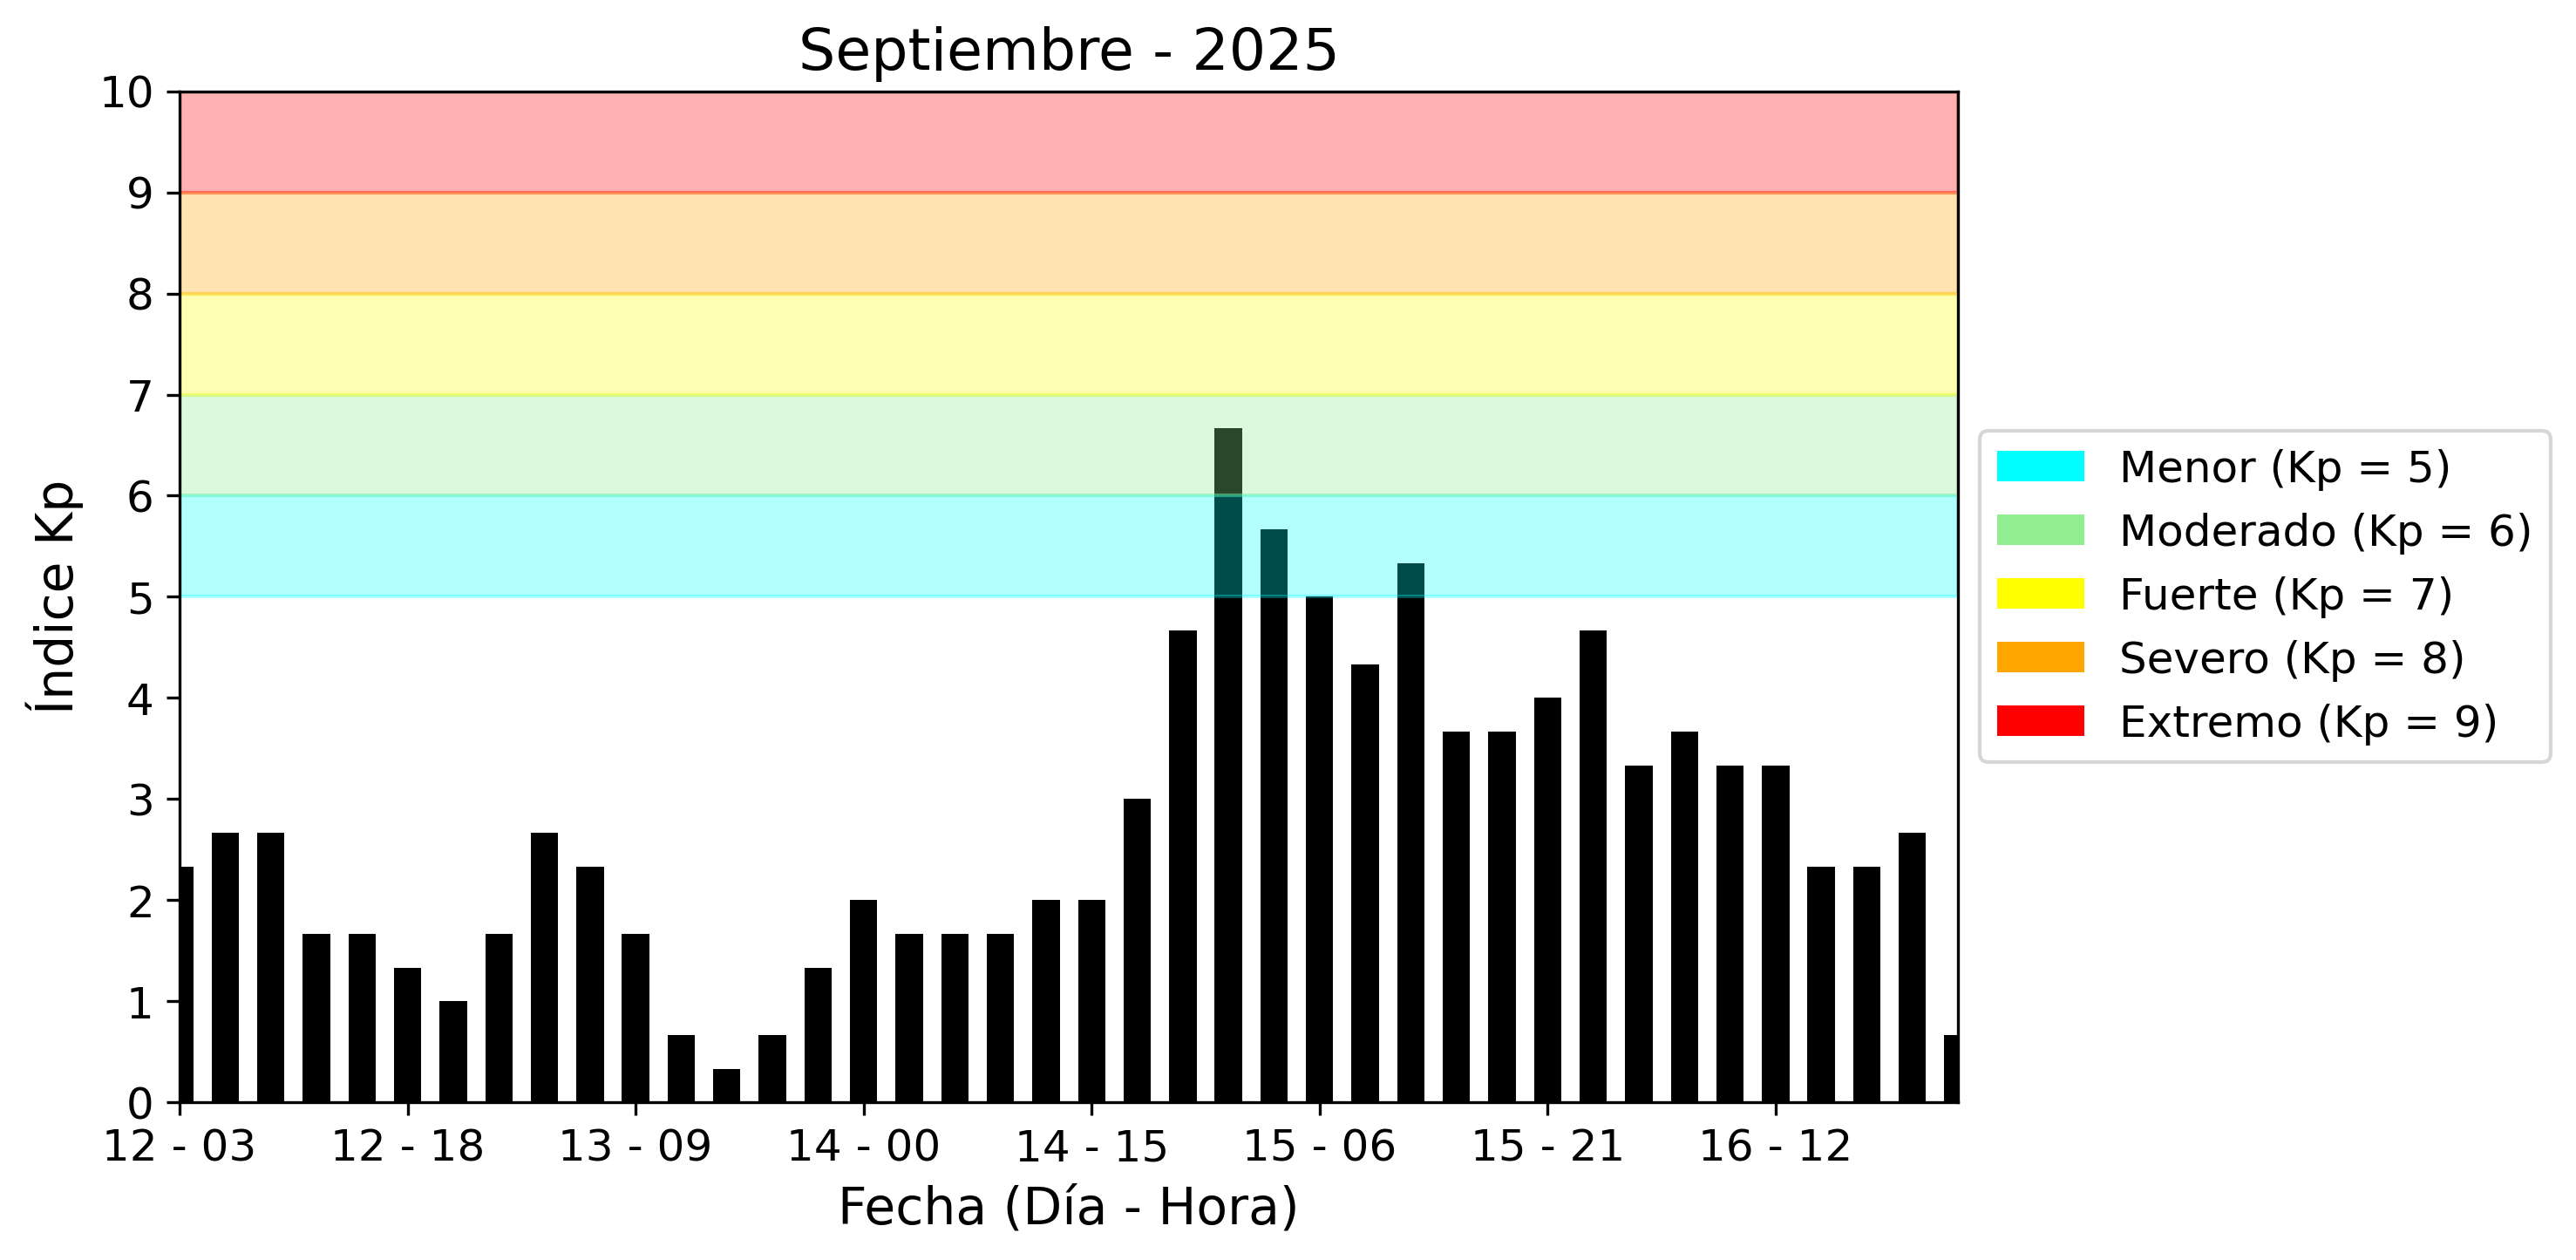 Septiembre - 2025
10
9
8
7
6
5
4
3
2
1
0
Índice Kp
12 - 03
12 - 18
13 - 09
14 - 00
14 - 15
15 - 06
15 - 21
16 - 12
Fecha (Día - Hora)
Menor (Kp = 5)
Moderado (Kp = 6)
Fuerte (Kp = 7)
Severo (Kp = 8)
Extremo (Kp = 9)